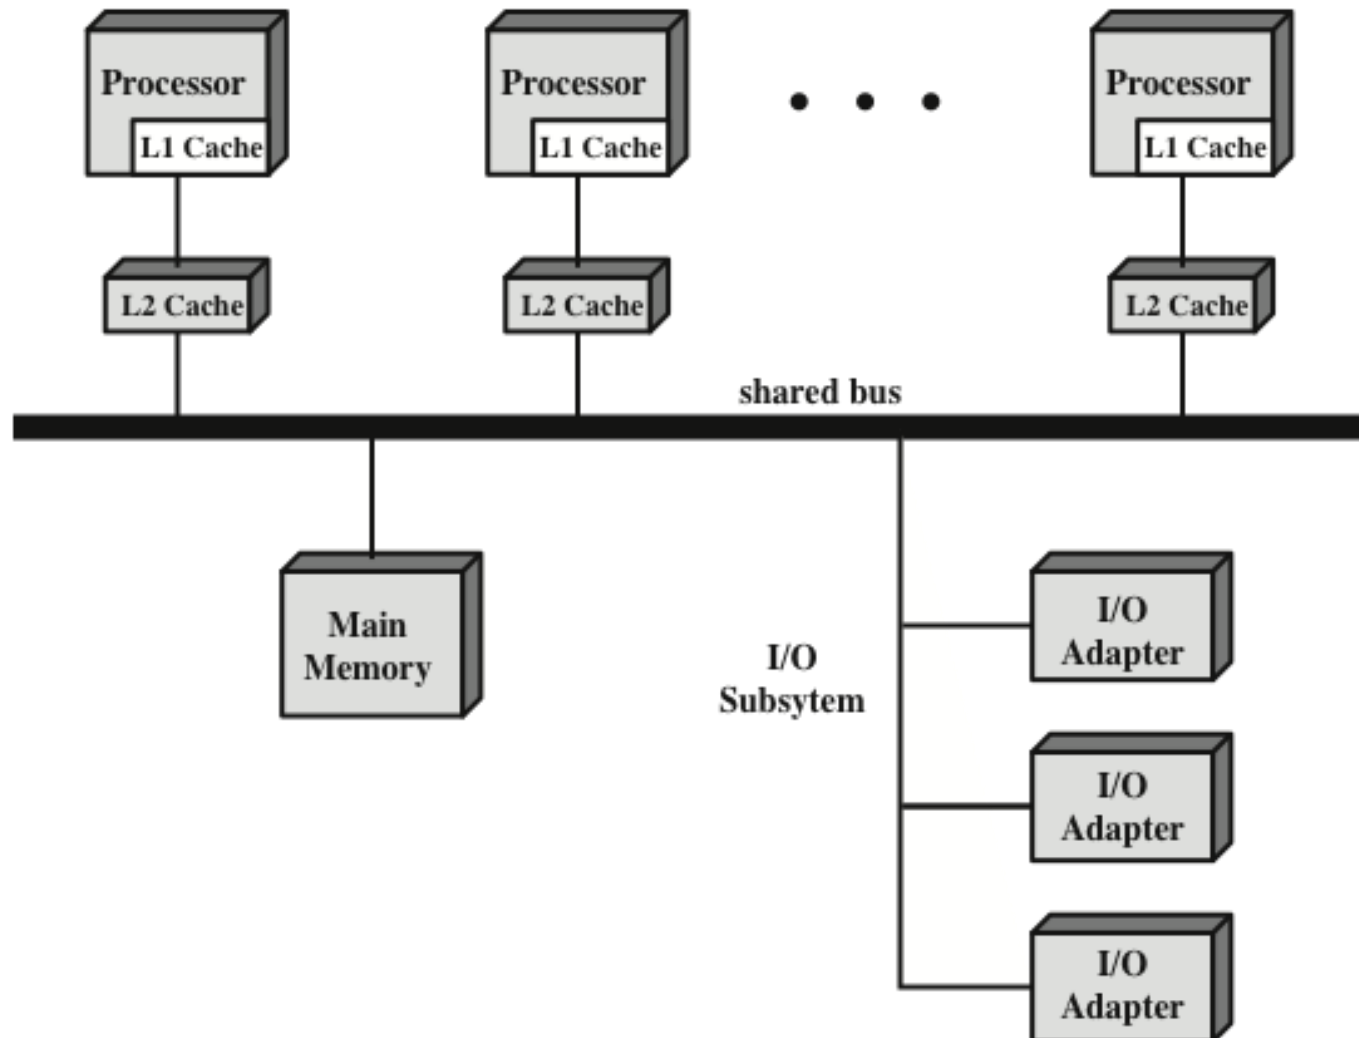 Processor
L1 Cache
Processor
L1 Cache
Processor
L1 Cache
L2 Cache
L2 Cache
L2 Cache
shared bus
Main
Memory
I/O
Subsytem
I/O
Adapter
I/O
Adapter
I/O
Adapter